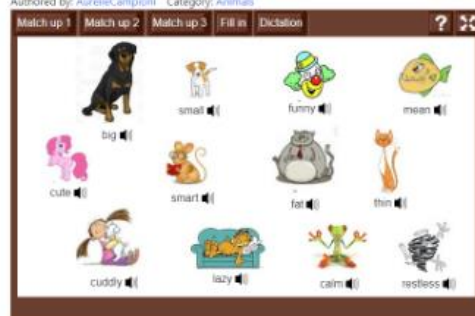 Authored by: AurelieCampioni Category: Animals
Match up 1 Match up 2 Match up 3 Fill in Dictation ?
big
small
funny
mean
cute
smart
fat
thin
cuddly
lazy
calm
restless